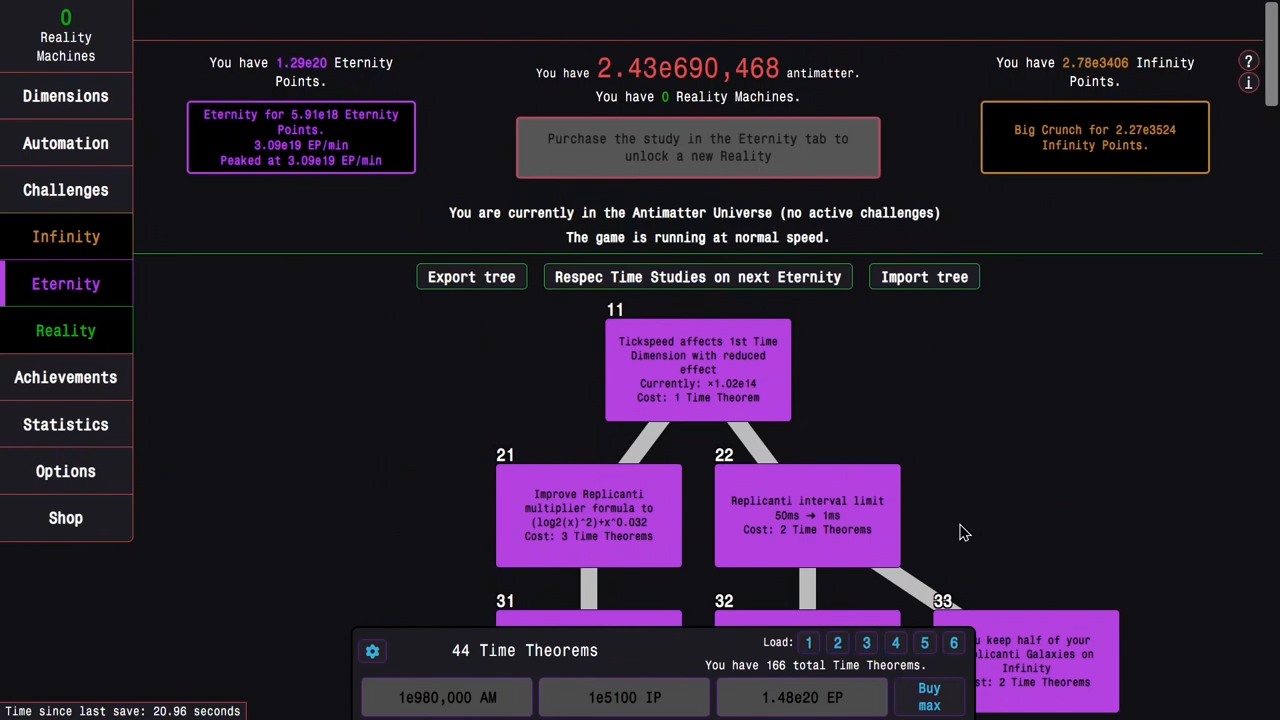 0
Reality
Machines
Dimensions
Automation
Challenges
Infinity
Eternity
Reality
Achievements
Statistics
Options
Shop
You have 1.29e20 Eternity
Points.
Eternity for 5.91e18 Eternity
Points.
3.09e19 EP/min
Peaked at 3.09e19 EP/min
You have 2.43e690,468 antimatter.
You have 0 Reality Machines.
Purchase the study in the Eternity tab to
unlock a new Reality
You have 2.78e3406 Infinity
Points.
Big Crunch for 2.27e3524
Infinity Points.
?
i
You are currently in the Antimatter Universe (no active challenges)
The game is running at normal speed.
Export tree
Respec Time Studies on next Eternity
Import tree
11
Tickspeed affects 1st Time
Dimension with reduced
effect
Currently: ×1.02e14
Cost: 1 Time Theorem
21
Improve Replicanti
multiplier formula to
(log2(x)^2)+x^0.032
Cost: 3 Time Theorems
22
Replicanti interval limit
50ms → 1ms
Cost: 2 Time Theorems
31
32
33
keep half of your
Galaxies on
Infinity
2 Time Theorems
44 Time Theorems
Load: 1 2 3 4 5 6
You have 166 total Time Theorems.
1e980,000 AM
1e5100 IP
1.48e20 EP
Buy
max
Time since last save: 20.96 seconds